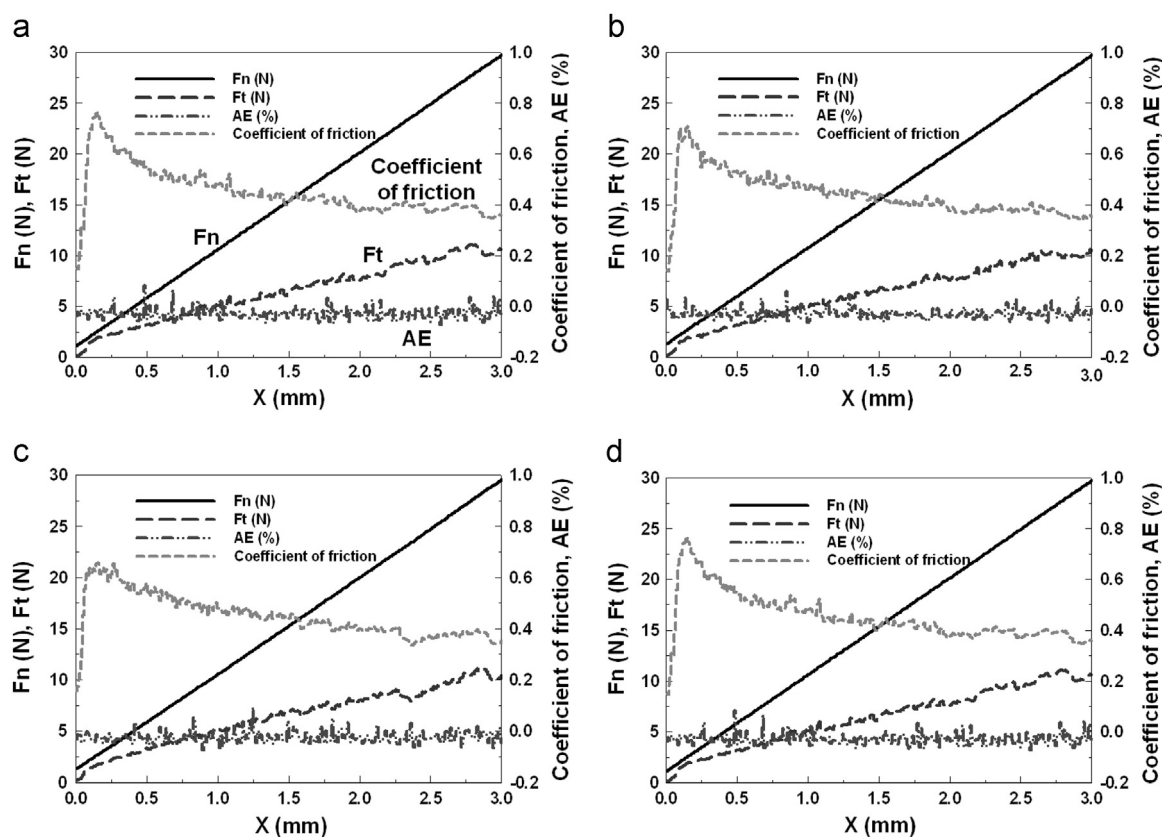 a
30
25
20
15
10
5
0
Fn (N), Ft (N)
Fn (N)
Ft (N)
AE (%)
Coefficient of friction
Coefficient
of friction
Fn
Ft
AE
1.0
0.8
0.6
0.4
0.2
0.0
-0.2
Coefficient of friction, AE (%)
0.0 0.5 1.0 1.5 2.0 2.5 3.0
X (mm)
b
30
25
20
15
10
5
0
Fn (N), Ft (N)
Fn (N)
Ft (N)
AE (%)
Coefficient of friction
1.0
0.8
0.6
0.4
0.2
0.0
-0.2
Coefficient of friction, AE (%)
0.0 0.5 1.0 1.5 2.0 2.5 3.0
X (mm)
c
30
25
20
15
10
5
0
Fn (N), Ft (N)
Fn (N)
Ft (N)
AE (%)
Coefficient of friction
1.0
0.8
0.6
0.4
0.2
0.0
-0.2
Coefficient of friction, AE (%)
0.0 0.5 1.0 1.5 2.0 2.5 3.0
X (mm)
d
30
25
20
15
10
5
0
Fn (N), Ft (N)
Fn (N)
Ft (N)
AE (%)
Coefficient of friction
1.0
0.8
0.6
0.4
0.2
0.0
-0.2
Coefficient of friction, AE (%)
0.0 0.5 1.0 1.5 2.0 2.5 3.0
X (mm)